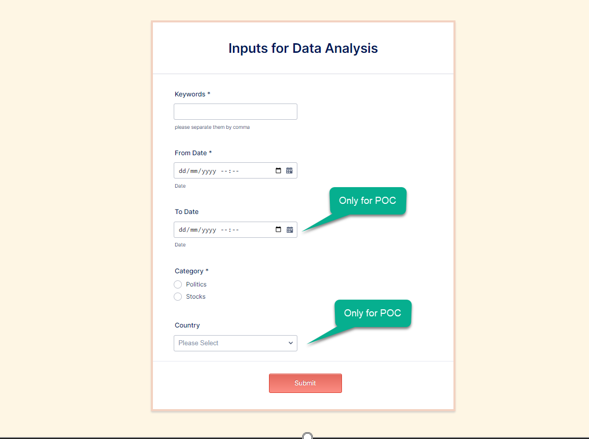 Inputs for Data Analysis
Keywords *
please separate them by comma
From Date *
dd/mm/yyyy --:--
Date
Only for POC
To Date
dd/mm/yyyy --:--
Date
Category *
Politics
Stocks
Only for POC
Country
Please Select
Submit